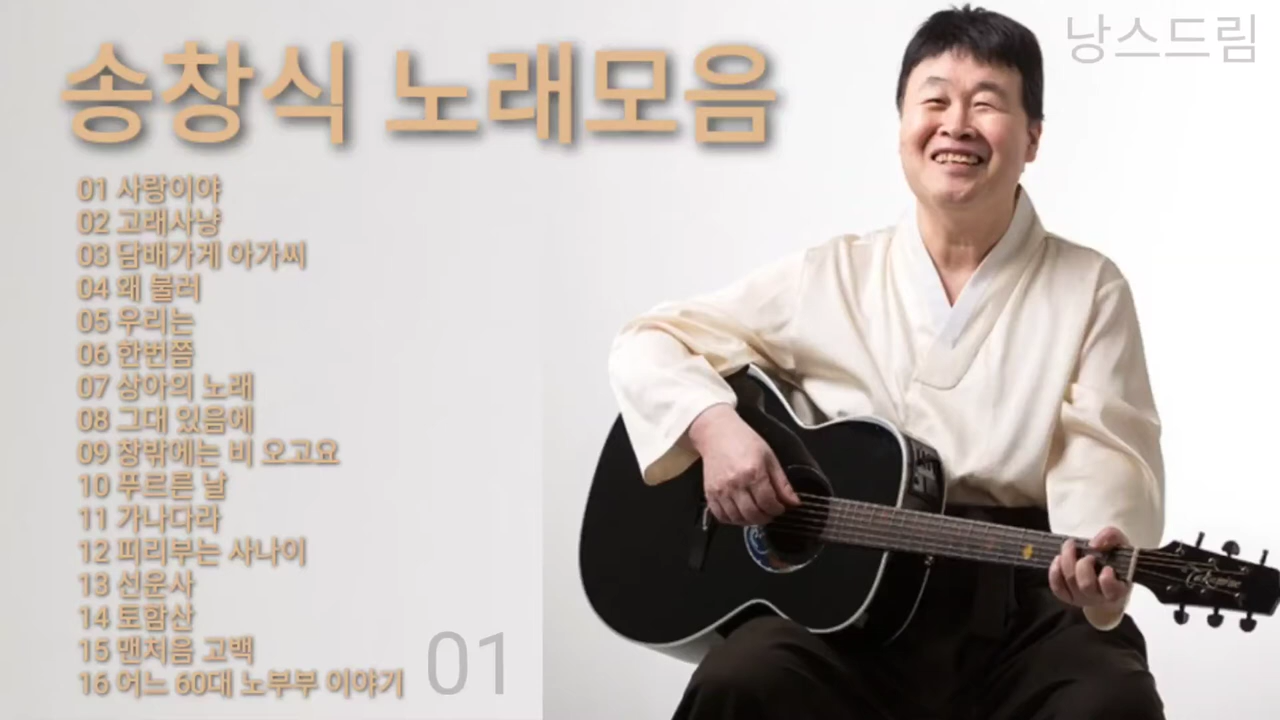 송창식 노래모음
낭스드림
01 사랑이야
02 고래사냥
03 담배가게 아가씨
04 왜 불러
05 우리는
06 한번쯤
07 상아의 노래
08 그대 있음에
09 창밖에는 비 오고요
10 푸르른 날
11 가나다라
12 피리부는 사나이
13 선운사
14 토함산
15 맨처음 고백
16 어느 60대 노부부 이야기
01
Takamine